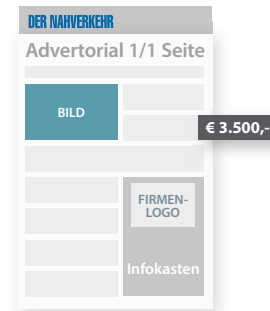 DER NAHVERKEHR
Advertorial 1/1 Seite
BILD
€ 3.500,-
FIRMEN-
LOGO
Infokasten